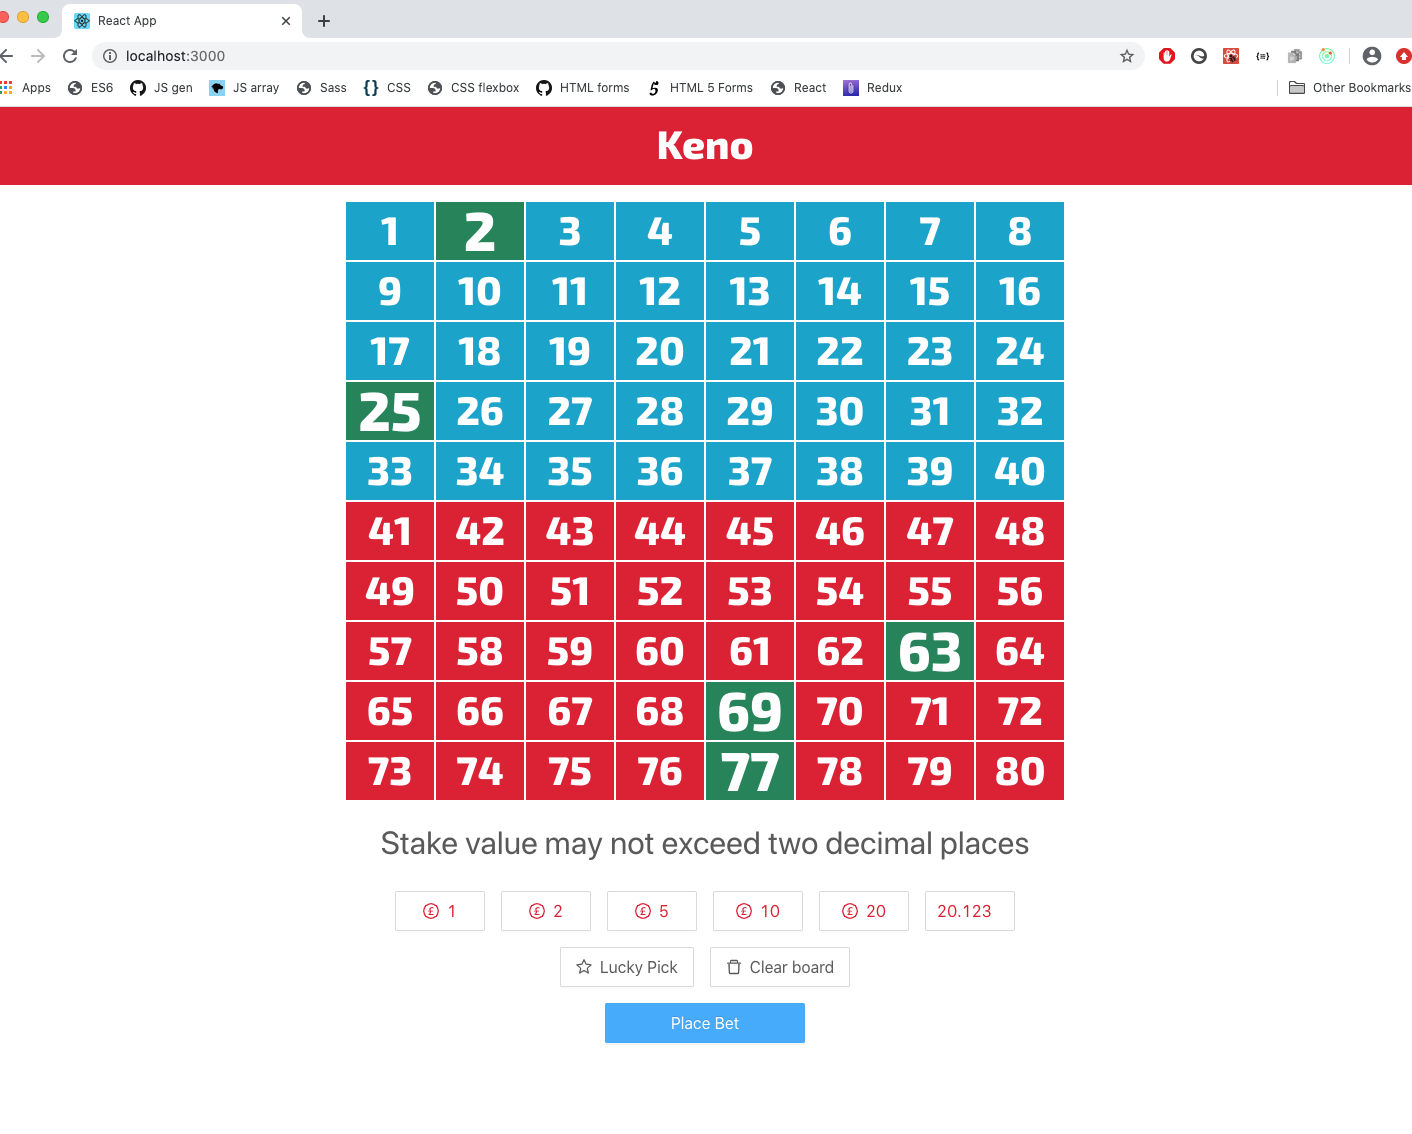 React App
localhost:3000
Apps ES6 JS gen JS array Sass CSS CSS flexbox HTML forms HTML 5 Forms React Redux Other Bookmarks
Keno
1 2 3 4 5 6 7 8
9 10 11 12 13 14 15 16
17 18 19 20 21 22 23 24
25 26 27 28 29 30 31 32
33 34 35 36 37 38 39 40
41 42 43 44 45 46 47 48
49 50 51 52 53 54 55 56
57 58 59 60 61 62 63 64
65 66 67 68 69 70 71 72
73 74 75 76 77 78 79 80
Stake value may not exceed two decimal places
£ 1 £ 2 £ 5 £ 10 £ 20 20.123
Lucky Pick Clear board
Place Bet